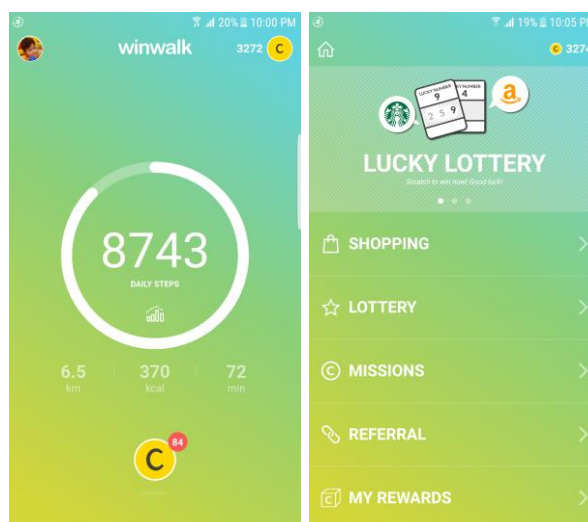 20% 10:00 PM
winwalk
3272 C
8743
DAILY STEPS
6.5 370 72
km kcal min
C 84
19% 10:05 PM
C 3274
LUCKY NUMBER
9
2 5 9
4
a
LUCKY LOTTERY
Scratch to win now! Good luck!
SHOPPING
LOTTERY
C MISSIONS
REFERRAL
C MY REWARDS